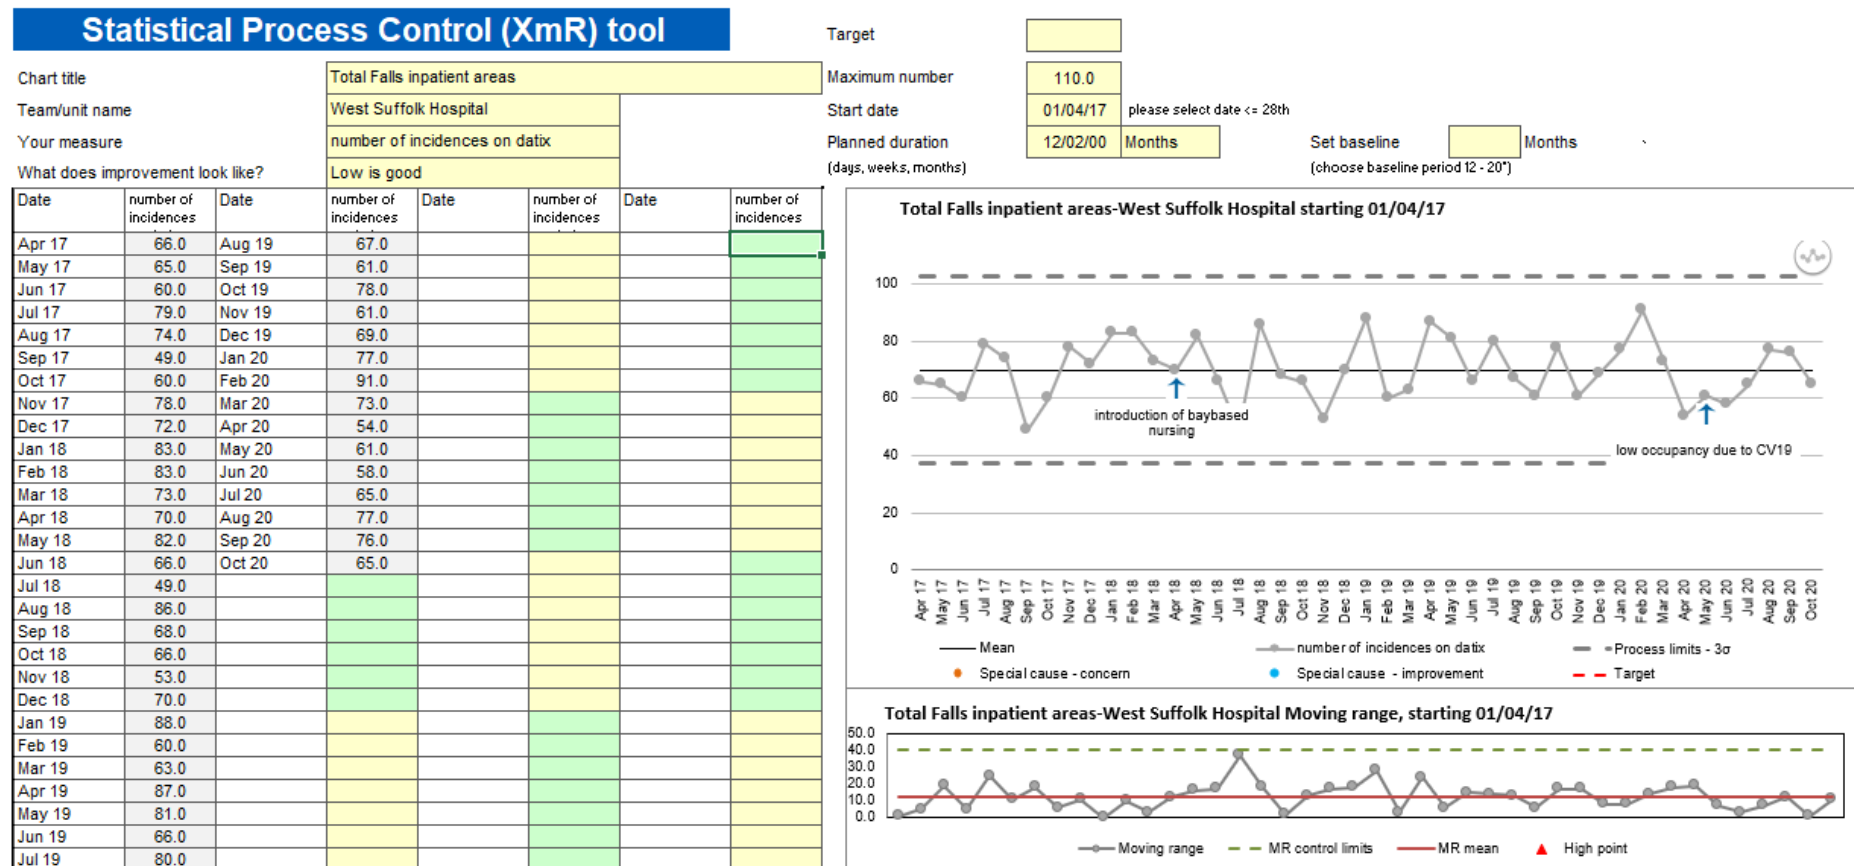 Statistical Process Control (XmR) tool
Target
Chart title Total Falls inpatient areas Maximum number 110.0
Team/unit name West Suffolk Hospital Start date 01/04/17 please select date <= 28th
Your measure number of incidences on datix Planned duration 12/02/00 Months Set baseline Months
What does improvement look like? Low is good (days, weeks, months) (choose baseline period 12 - 20*)
Date number of incidences Date number of incidences Date number of incidences Date number of incidences
Apr 17 66.0 Aug 19 67.0
May 17 65.0 Sep 19 61.0
Jun 17 60.0 Oct 19 78.0
Jul 17 79.0 Nov 19 61.0
Aug 17 74.0 Dec 19 69.0
Sep 17 49.0 Jan 20 77.0
Oct 17 60.0 Feb 20 91.0
Nov 17 78.0 Mar 20 73.0
Dec 17 72.0 Apr 20 54.0
Jan 18 83.0 May 20 61.0
Feb 18 83.0 Jun 20 58.0
Mar 18 73.0 Jul 20 65.0
Apr 18 70.0 Aug 20 77.0
May 18 82.0 Sep 20 76.0
Jun 18 66.0 Oct 20 65.0
Jul 18 49.0
Aug 18 86.0
Sep 18 68.0
Oct 18 66.0
Nov 18 53.0
Dec 18 70.0
Jan 19 88.0
Feb 19 60.0
Mar 19 63.0
Apr 19 87.0
May 19 81.0
Jun 19 66.0
Jul 19 80.0
Total Falls inpatient areas-West Suffolk Hospital starting 01/04/17
100
80
60
40
20
0
introduction of baybased
nursing
low occupancy due to CV19
Apr 17 May 17 Jun 17 Jul 17 Aug 17 Sep 17 Oct 17 Nov 17 Dec 17 Jan 18 Feb 18 Mar 18 Apr 18 May 18 Jun 18 Jul 18 Aug 18 Sep 18 Oct 18 Nov 18 Dec 18 Jan 19 Feb 19 Mar 19 Apr 19 May 19 Jun 19 Jul 19 Aug 19 Sep 19 Oct 19 Nov 19 Dec 19 Jan 20 Feb 20 Mar 20 Apr 20 May 20 Jun 20 Jul 20 Aug 20 Sep 20 Oct 20
Mean number of incidences on datix Process limits - 3σ
Special cause - concern Special cause - improvement Target
Total Falls inpatient areas-West Suffolk Hospital Moving range, starting 01/04/17
50.0
40.0
30.0
20.0
10.0
0.0
Moving range MR control limits MR mean High point